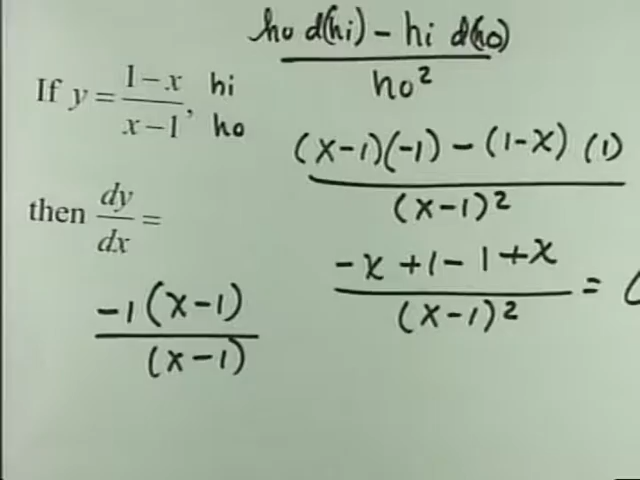 ho d(hi) - hi d(ho)
ho²
If y = 1-x / x-1, hi
ho
(x-1)(-1) - (1-x) (1)
(x-1)²
then dy/dx =
-x +1 - 1 +x
(x-1)² =
-1 (x-1)
(x-1)